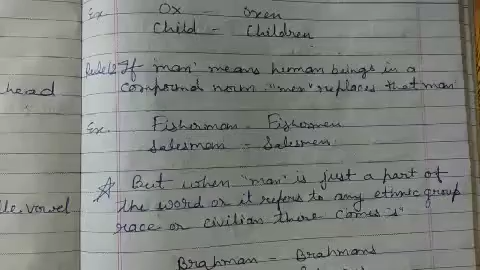 Ex Ox - oxen
Child - Children
head
Rule 6 If 'man' means human beings in a
compound noun "men" replaces that man
Ex. Fisherman - Fishermen
Salesman - Salesmen
But when "man" is just a part of
the word or it refers to any ethnic group
vowel
race or civilian there comes 's'
Brahman = Brahmans